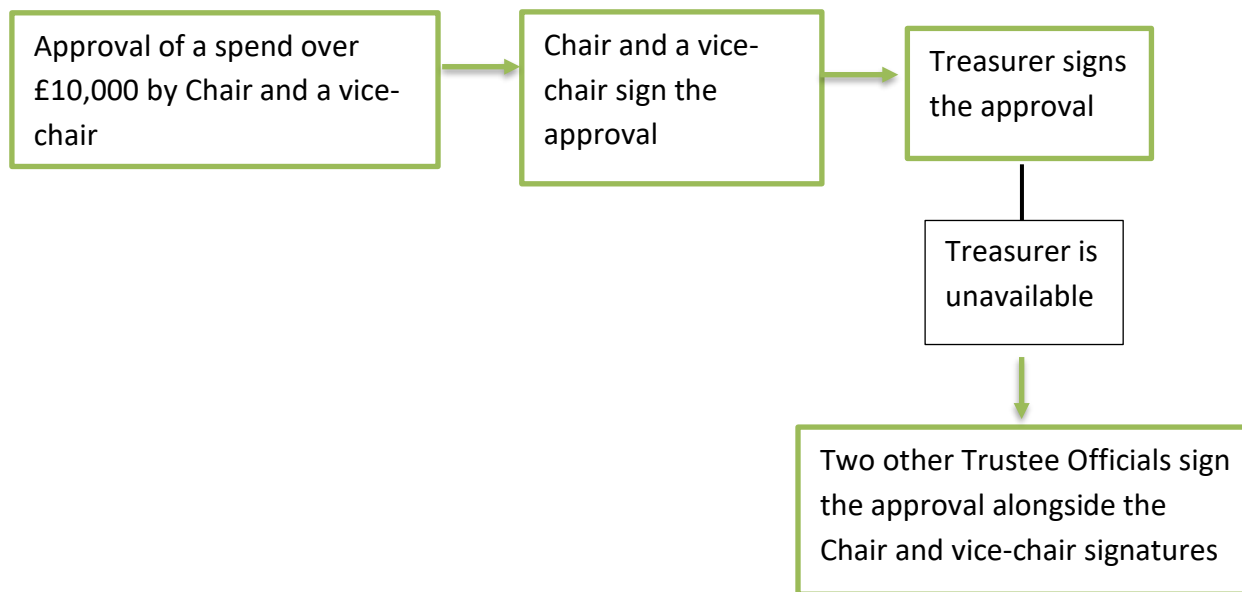 Approval of a spend over
£10,000 by Chair and a vice-
chair
Chair and a vice-
chair sign the
approval
Treasurer signs
the approval
Treasurer is
unavailable
Two other Trustee Officials sign
the approval alongside the
Chair and vice-chair signatures